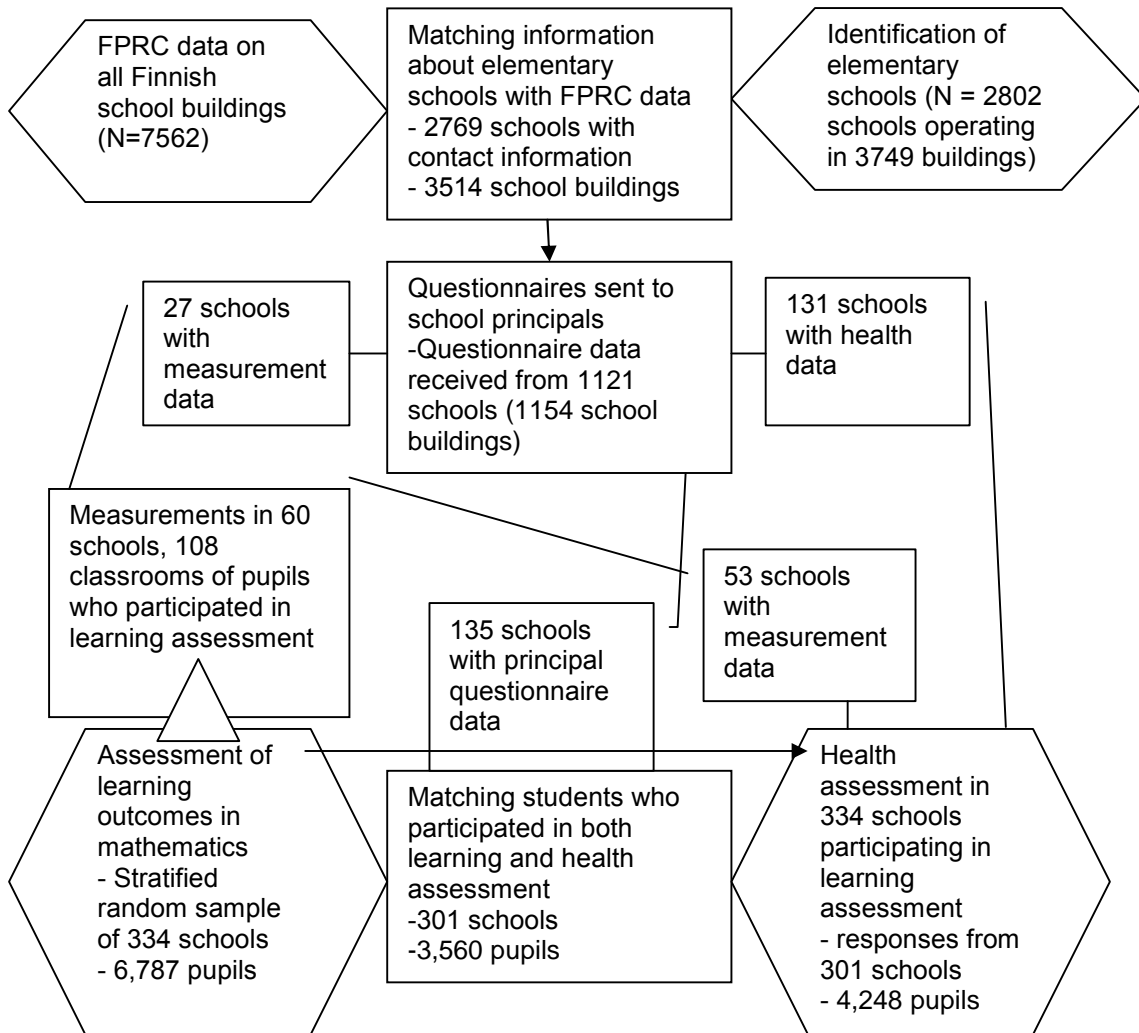 FPRC data on
all Finnish
school buildings
(N=7562)
Matching information
about elementary
schools with FPRC data
- 2769 schools with
contact information
- 3514 school buildings
Identification of
elementary
schools (N = 2802
schools operating
in 3749 buildings)
27 schools
with
measurement
data
Questionnaires sent to
school principals
-Questionnaire data
received from 1121
schools (1154 school
buildings)
131 schools
with health
data
Measurements in 60
schools, 108
classrooms of pupils
who participated in
learning assessment
135 schools
with principal
questionnaire
data
53 schools
with
measurement
data
Assessment of
learning
outcomes in
mathematics
- Stratified
random sample
of 334 schools
- 6,787 pupils
Matching students who
participated in both
learning and health
assessment
-301 schools
-3,560 pupils
Health
assessment in
334 schools
participating in
learning
assessment
- responses from
301 schools
- 4,248 pupils